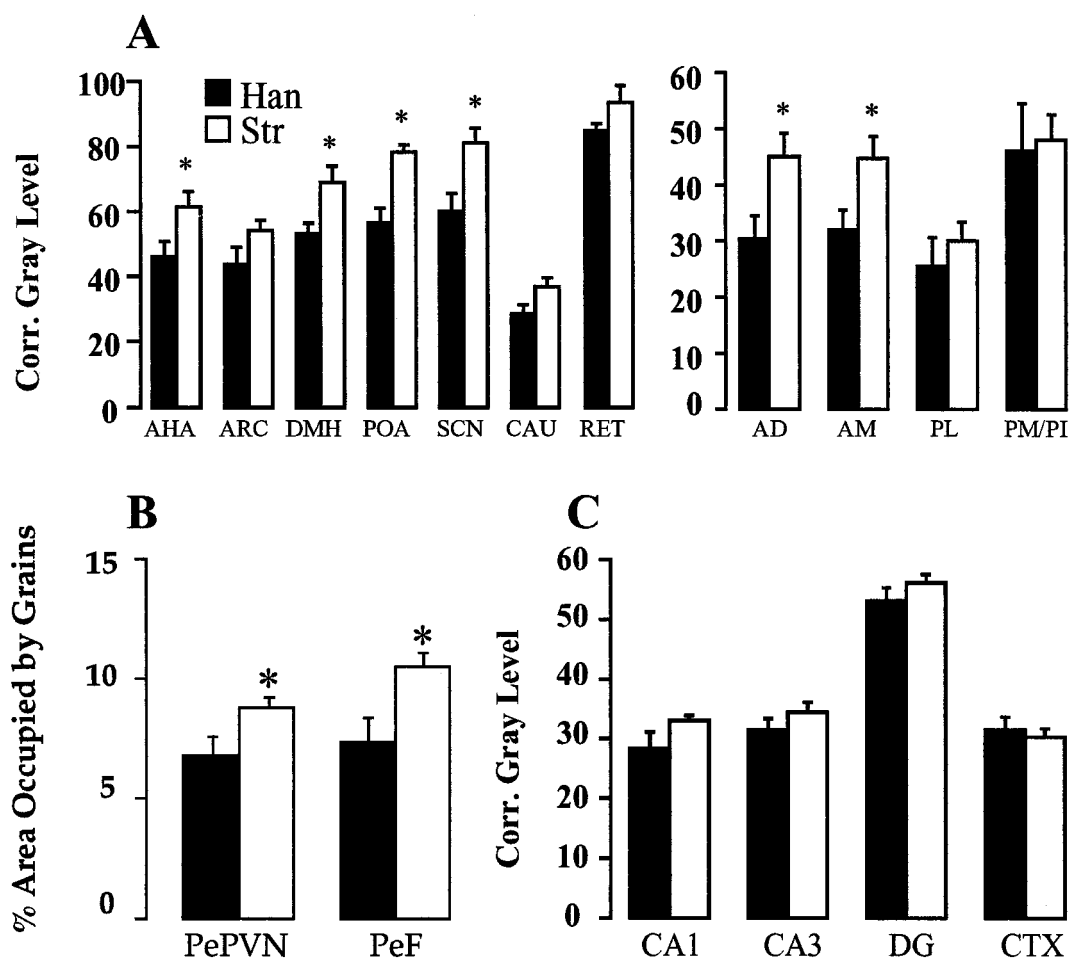 A
Corr. Gray Level
100
80
60
40
20
0
Han
Str
*
*
*
*
AHA ARC DMH POA SCN CAU RET
60
50
40
30
20
10
0
*
*
AD AM PL PM/PI
B
% Area Occupied by Grains
15
10
5
0
*
*
PePVN PeF
C
Corr. Gray Level
60
50
40
30
20
10
0
CA1 CA3 DG CTX